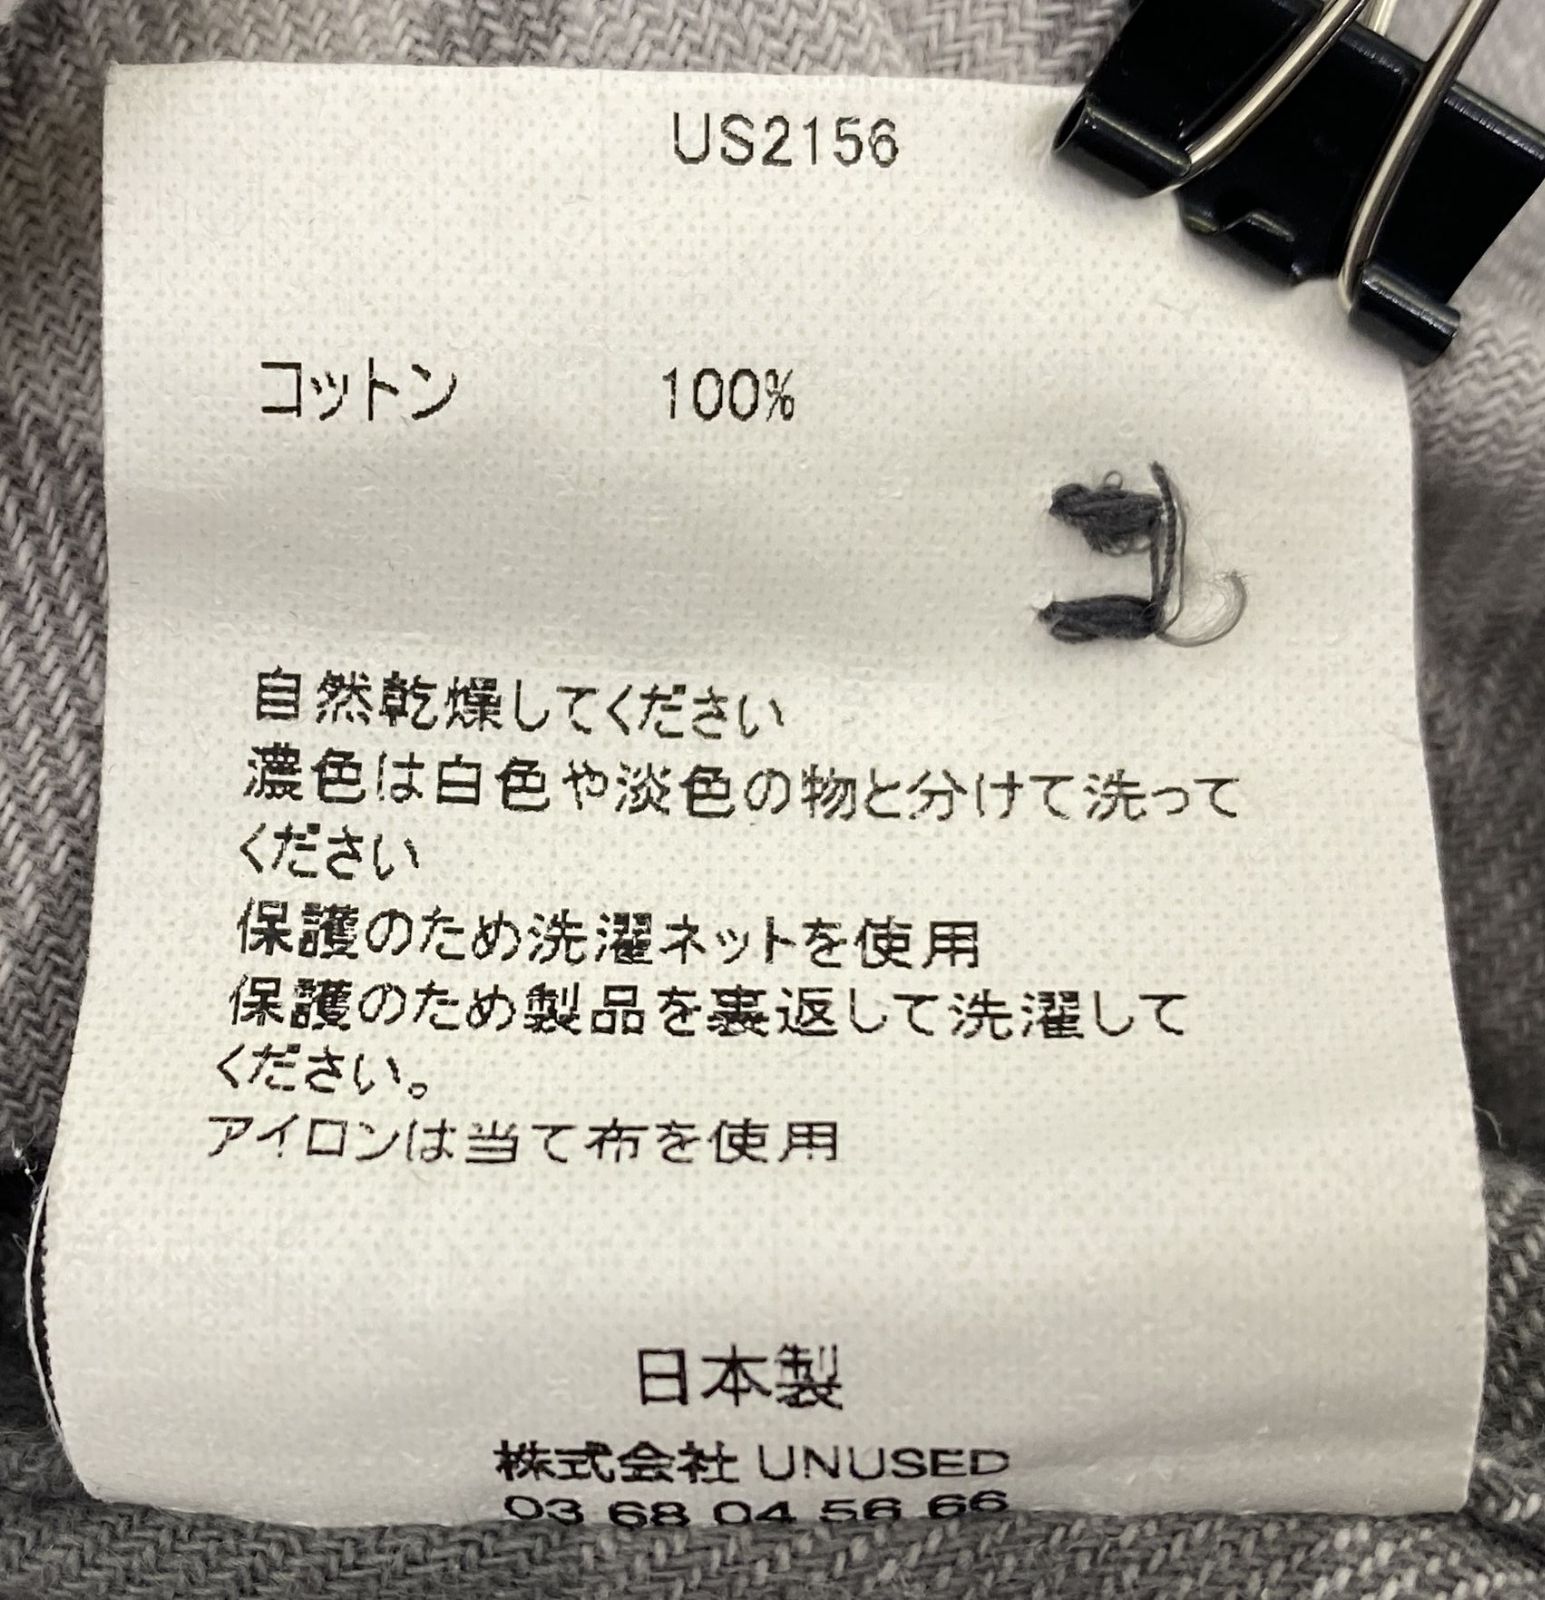 US2156
コットン 100%
自然乾燥してください
濃色は白色や淡色の物と分けて洗って
ください
保護のため洗濯ネットを使用
保護のため製品を裏返して洗濯して
ください。
アイロンは当て布を使用
日本製
株式会社 UNUSED
03 68 04 56 66